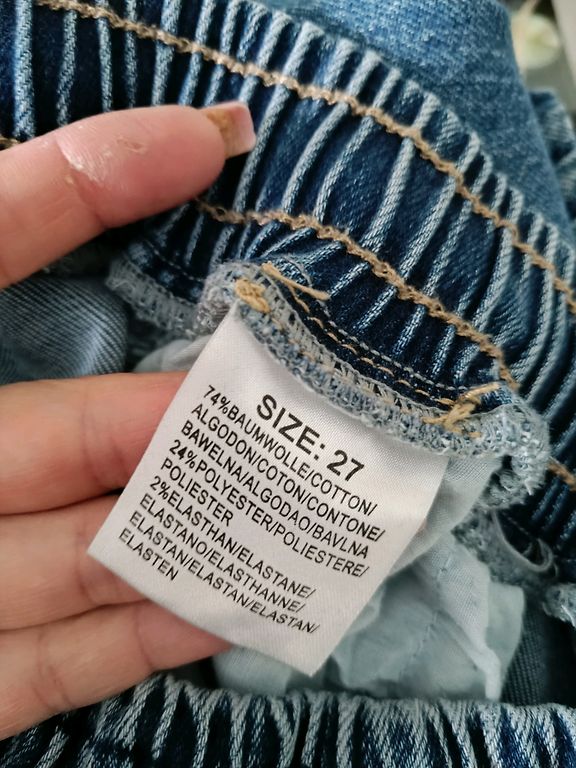 SIZE: 27
74%BAUMWOLLE/COTTON/
ALGODON/COTON/CONTONE/
BAWELNA/ALGODAO/BAVLNA
24%POLYESTER/POLIESTERE/
POLIESTER
2%ELASTHAN/ELASTANE/
ELASTANO/ELASTHANNE/
ELASTAN/ELASTAN/ELASTAN/
ELASTEN